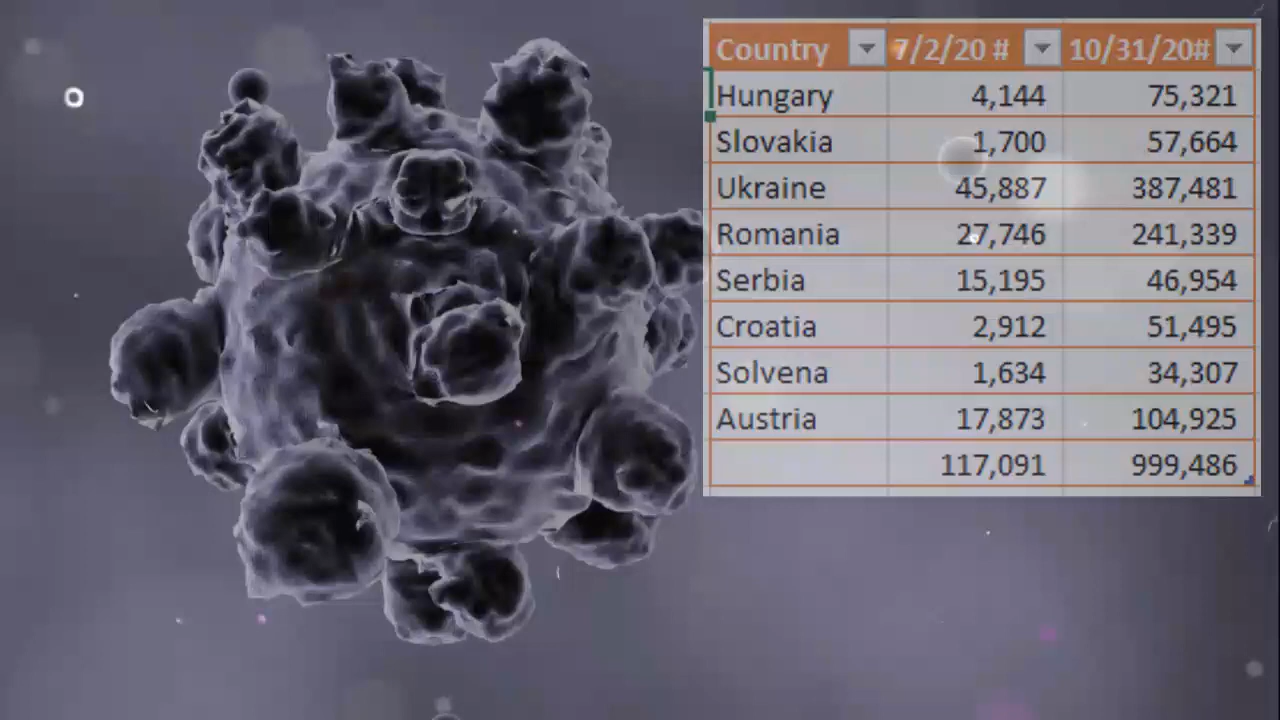 Country 7/2/20 # 10/31/20#
Hungary 4,144 75,321
Slovakia 1,700 57,664
Ukraine 45,887 387,481
Romania 27,746 241,339
Serbia 15,195 46,954
Croatia 2,912 51,495
Solvena 1,634 34,307
Austria 17,873 104,925
117,091 999,486